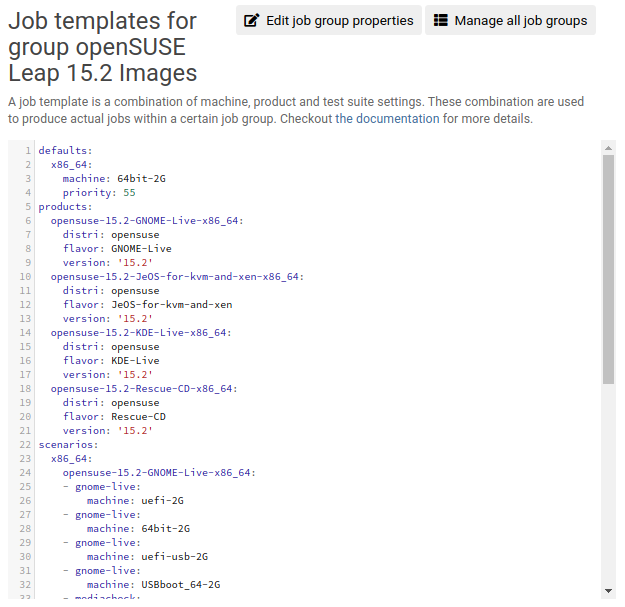 Job templates for
group openSUSE
Leap 15.2 Images
Edit job group properties
Manage all job groups
A job template is a combination of machine, product and test suite settings. These combination are used
to produce actual jobs within a certain job group. Checkout the documentation for more details.
1 defaults:
2 x86_64:
3 machine: 64bit-2G
4 priority: 55
5 products:
6 opensuse-15.2-GNOME-Live-x86_64:
7 distri: opensuse
8 flavor: GNOME-Live
9 version: '15.2'
10 opensuse-15.2-JeOS-for-kvm-and-xen-x86_64:
11 distri: opensuse
12 flavor: JeOS-for-kvm-and-xen
13 version: '15.2'
14 opensuse-15.2-KDE-Live-x86_64:
15 distri: opensuse
16 flavor: KDE-Live
17 version: '15.2'
18 opensuse-15.2-Rescue-CD-x86_64:
19 distri: opensuse
20 flavor: Rescue-CD
21 version: '15.2'
22 scenarios:
23 x86_64:
24 opensuse-15.2-GNOME-Live-x86_64:
25 - gnome-live:
26 machine: uefi-2G
27 - gnome-live:
28 machine: 64bit-2G
29 - gnome-live:
30 machine: uefi-usb-2G
31 - gnome-live:
32 machine: USBboot_64-2G
33 - mediacheck: